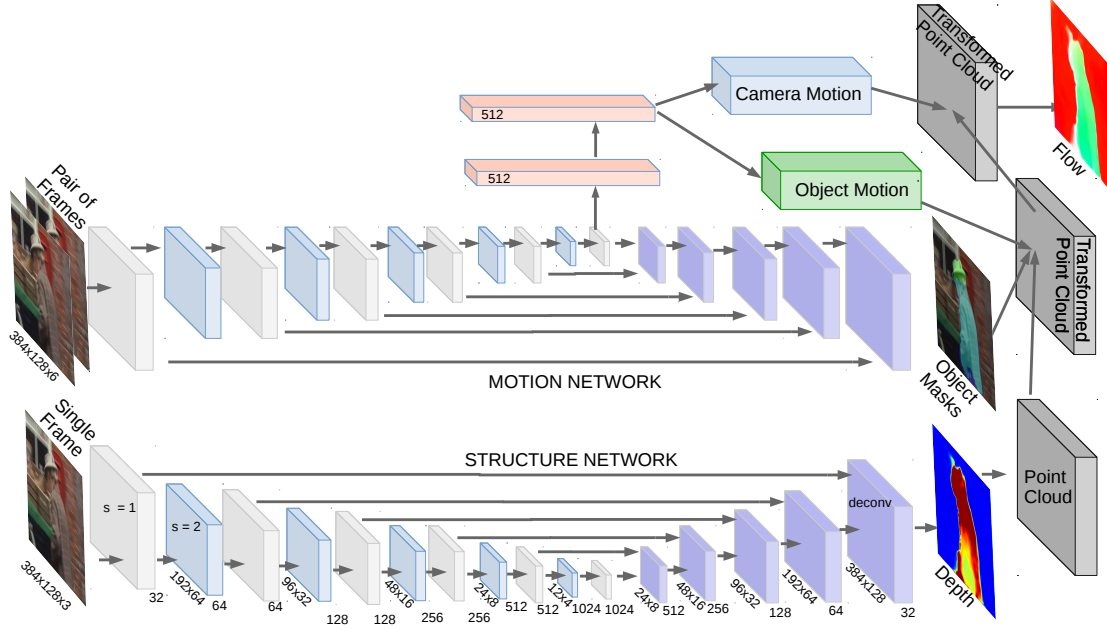 Transformed
Point Cloud
Camera Motion
512
Flow
512
Object Motion
Pair of
Frames
Transformed
Point Cloud
384x128x6
MOTION NETWORK
Object
Masks
Single
Frame
STRUCTURE NETWORK
Point
Cloud
s = 1
s = 2
deconv
384x128x3
32
192x64
64
64
96x32
128
128
48x16
256
256
24x8
512
512
12x4
1024
1024
24x8
512
48x16
256
96x32
128
192x64
64
384x128
32
Depth